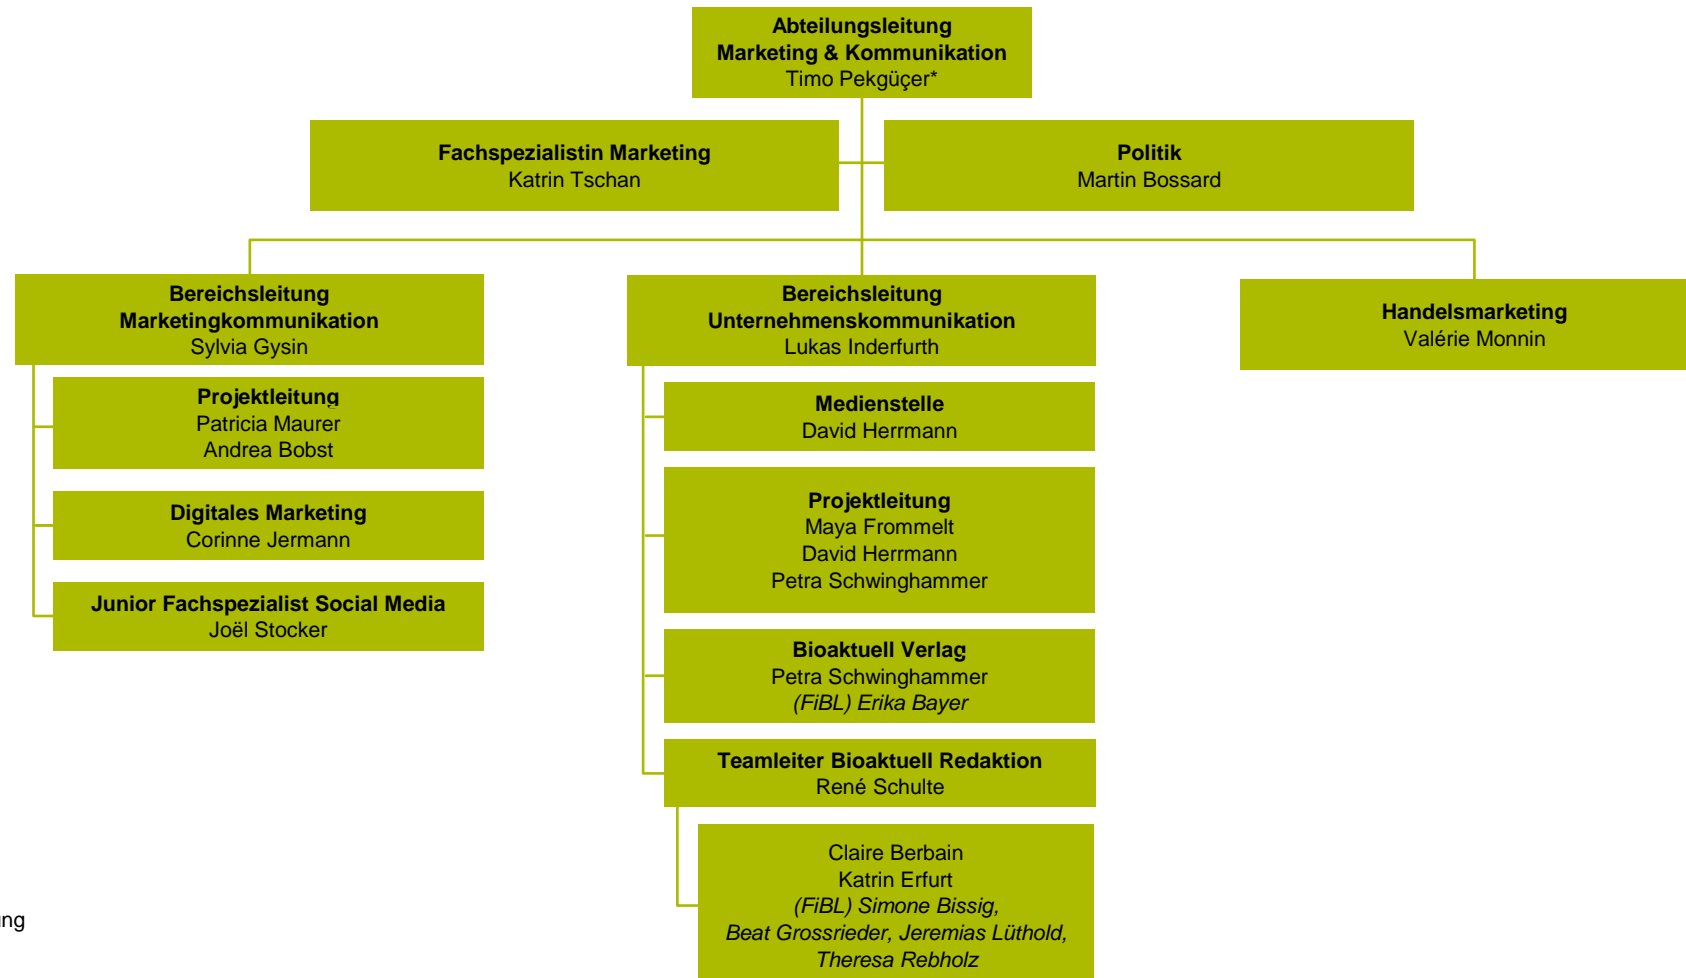 Abteilungsleitung
Marketing & Kommunikation
Timo Pekgüçer*
Fachspezialistin Marketing
Katrin Tschan
Politik
Martin Bossard
Bereichsleitung
Marketingkommunikation
Sylvia Gysin
Projektleitung
Patricia Maurer
Andrea Bobst
Digitales Marketing
Corinne Jermann
Junior Fachspezialist Social Media
Joël Stocker
Bereichsleitung
Unternehmenskommunikation
Lukas Inderfurth
Medienstelle
David Herrmann
Projektleitung
Maya Frommelt
David Herrmann
Petra Schwinghammer
Bioaktuell Verlag
Petra Schwinghammer
(FiBL) Erika Bayer
Teamleiter Bioaktuell Redaktion
René Schulte
Claire Berbain
Katrin Erfurt
(FiBL) Simone Bissig,
Beat Grossrieder, Jeremias Lüthold,
Theresa Rebholz
Handelsmarketing
Valérie Monnin